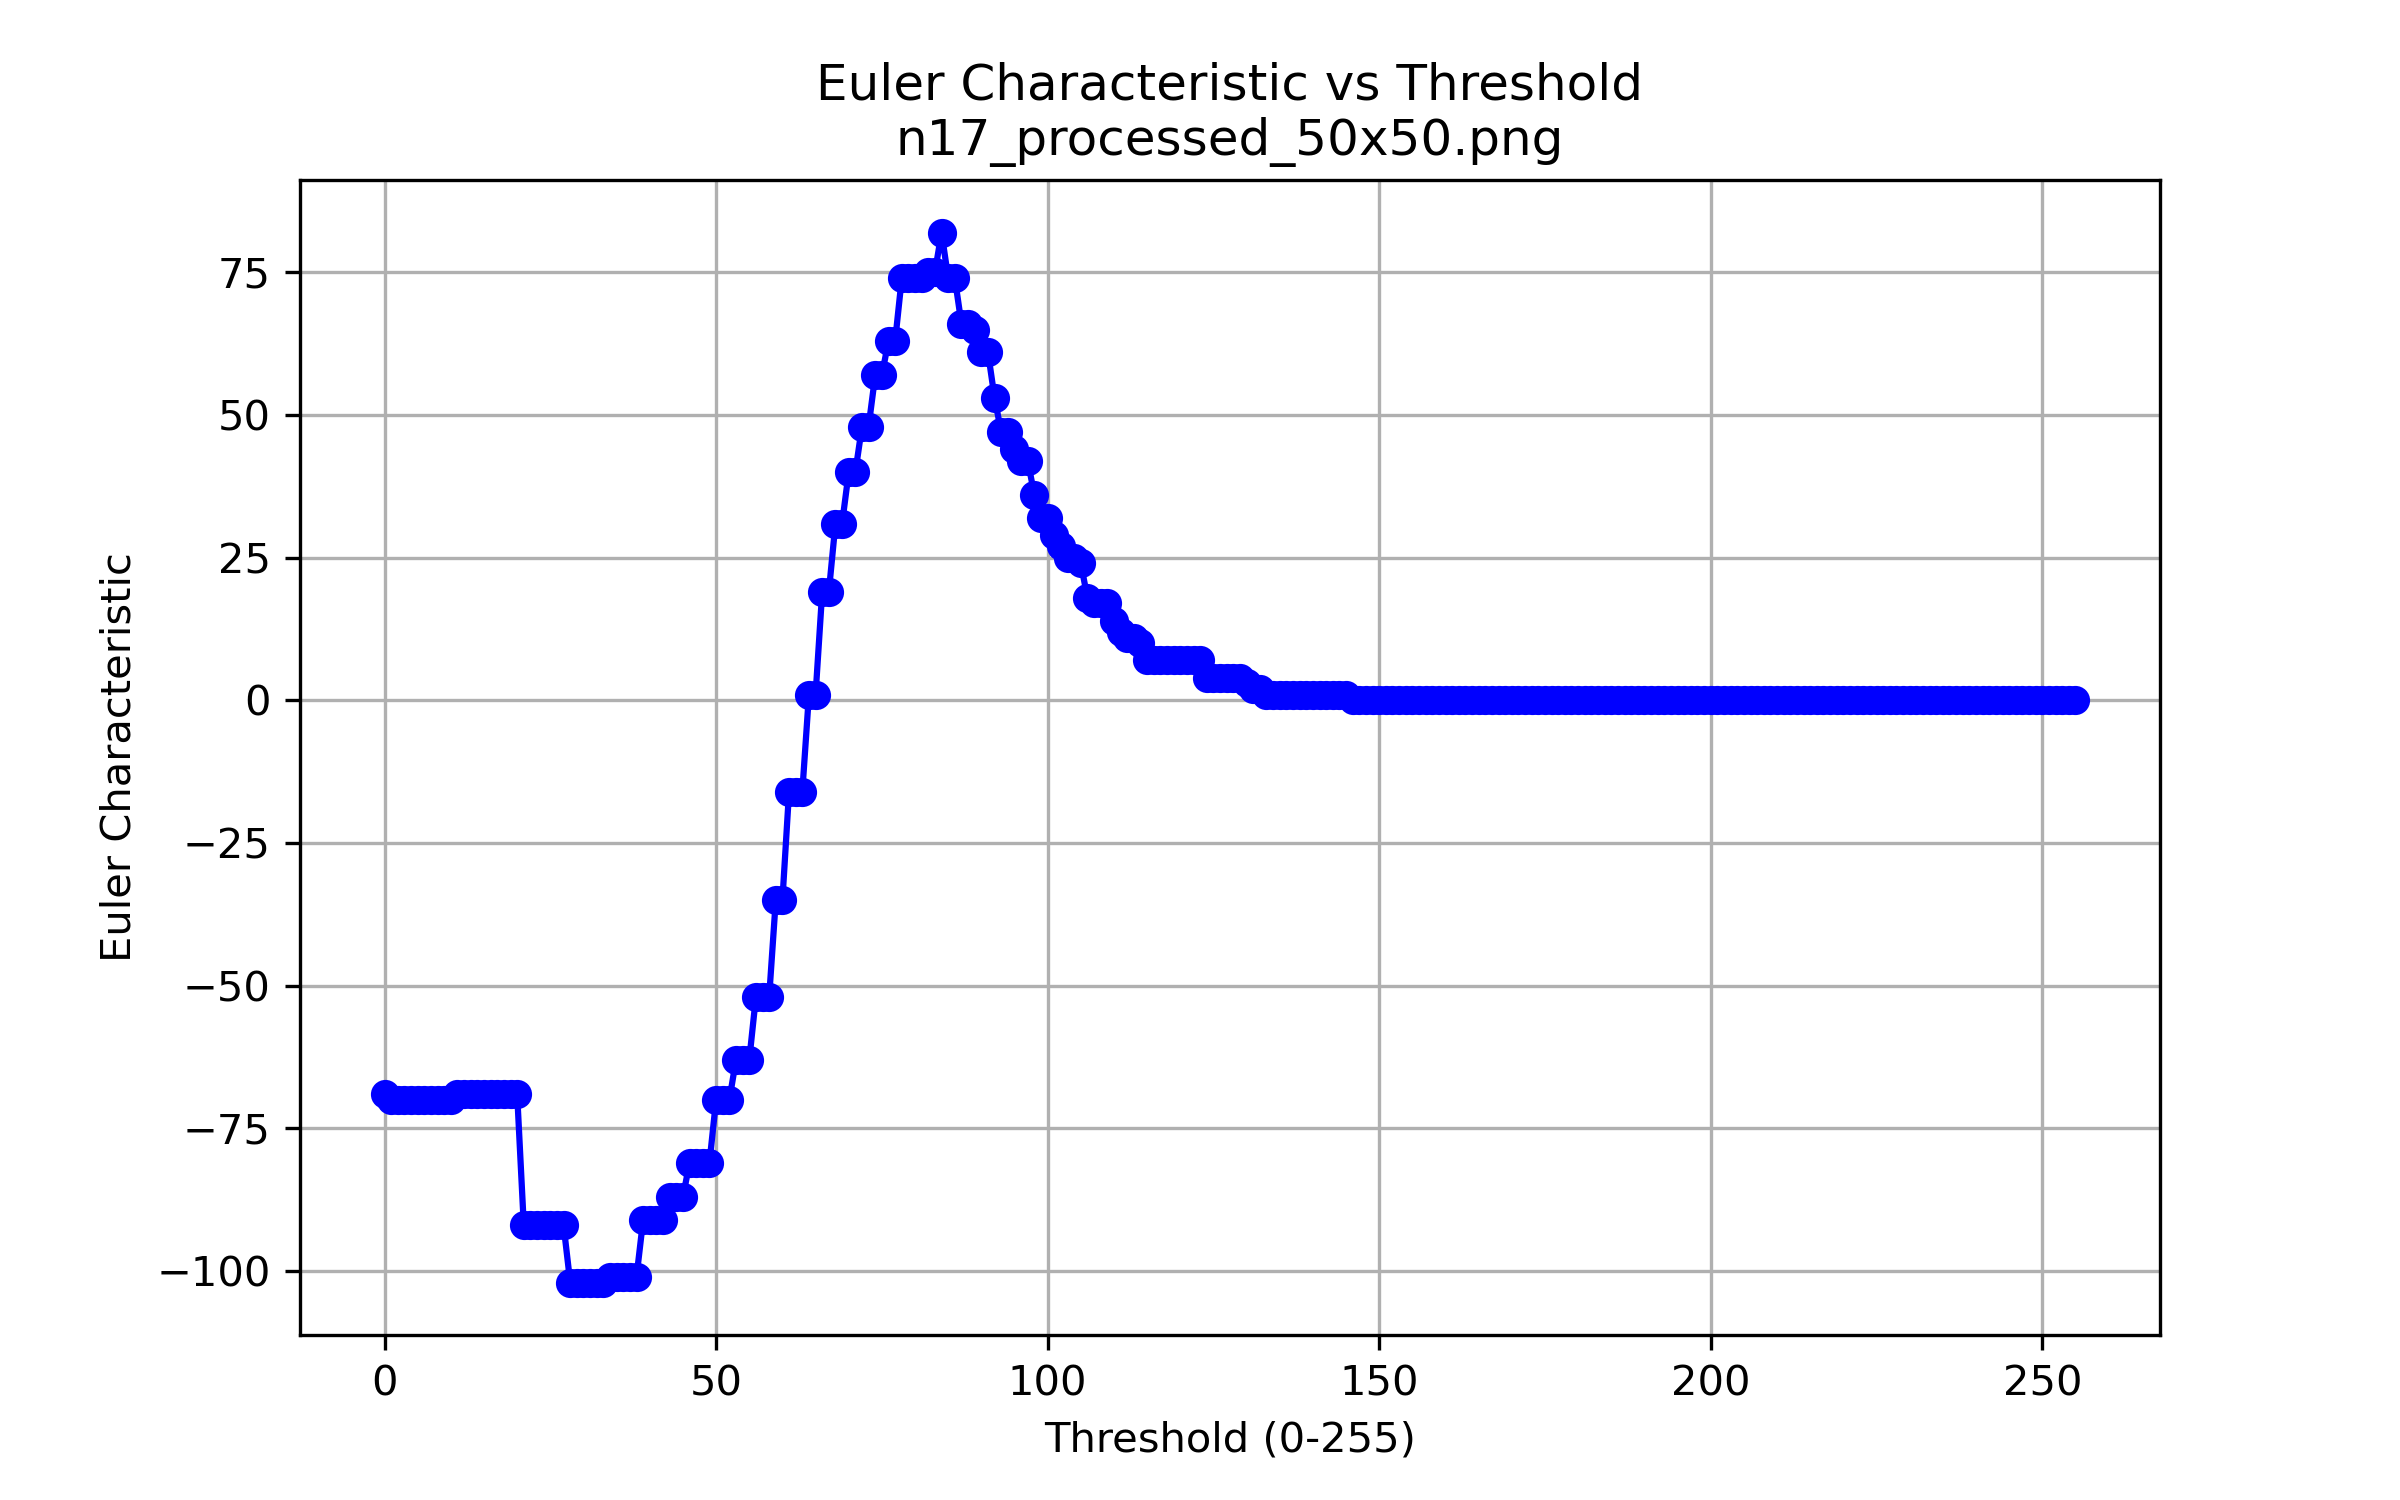 Euler Characteristic vs Threshold
n17_processed_50x50.png
Euler Characteristic
75
50
25
0
−25
−50
−75
−100
0 50 100 150 200 250
Threshold (0-255)